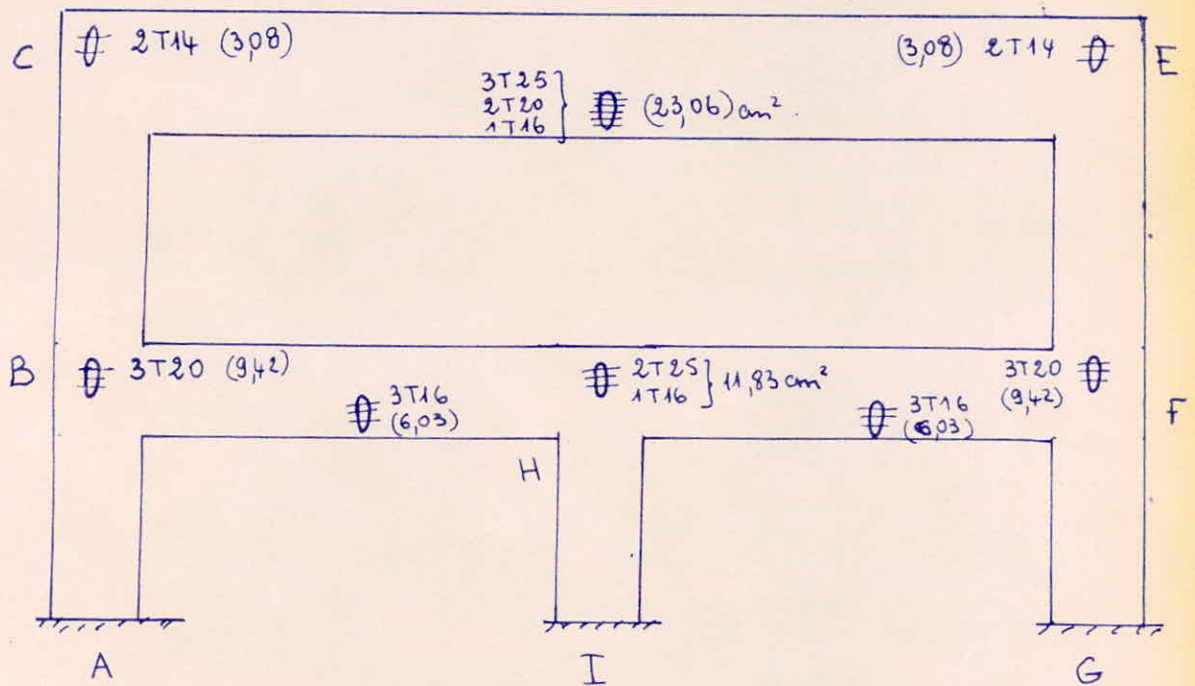 C 2T14 (3,08)
(3,08) 2T14 E
3T25
2T20
1T16
(23,06) cm².
B 3T20 (9,42)
3T16
(6,03)
2T25
1T16
11,83 cm²
3T20
(9,42)
3T16
(6,03)
F
H
A I G